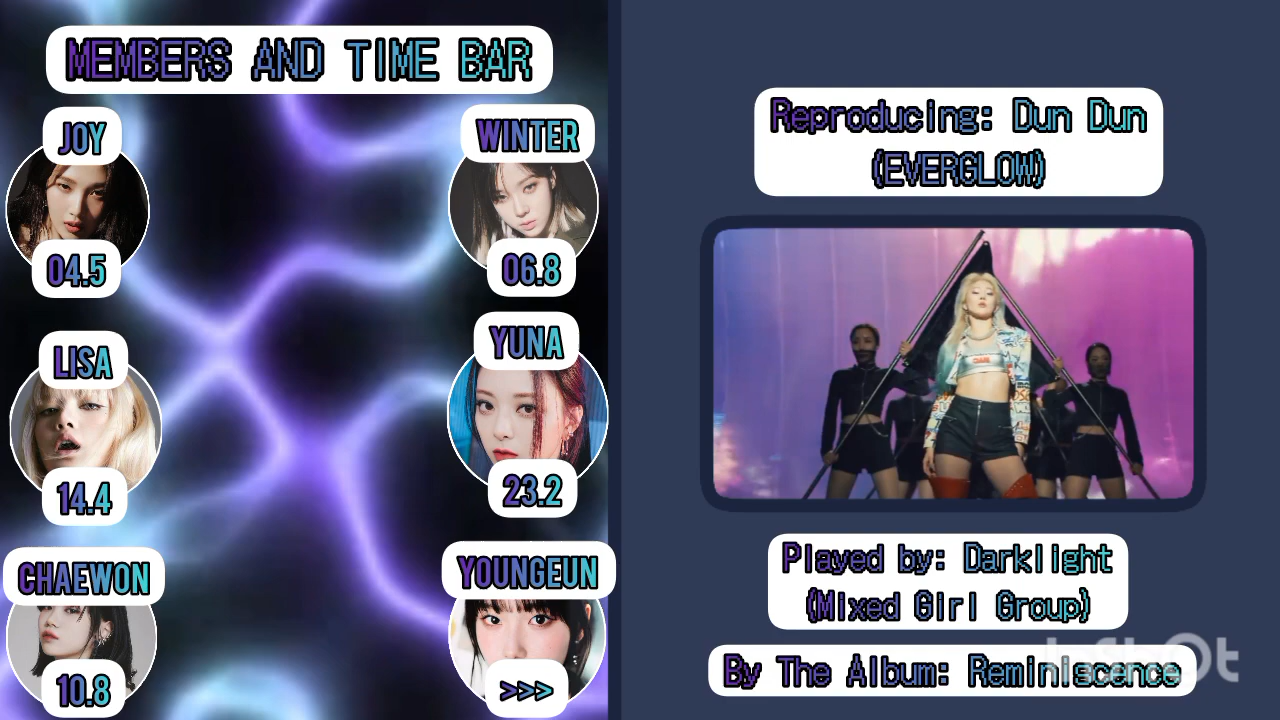 MEMBERS AND TIME BAR
JOY
04.5
WINTER
06.8
LISA
14.4
YUNA
23.2
CHAEWON
10.8
YOUNGEUN
>>>
Reproducing: Dun Dun
(EVERGLOW)
Played by: Darklight
(Mixed Girl Group)
By The Album: Reminiscence
InShOt